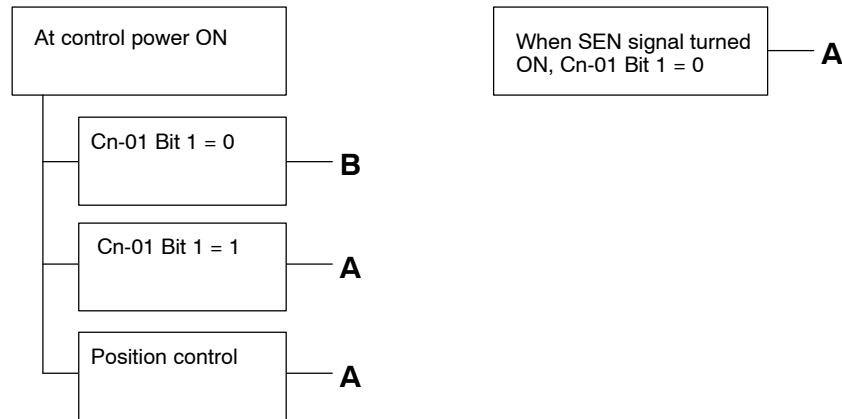 At control power ON
Cn-01 Bit 1 = 0
B
Cn-01 Bit 1 = 1
A
Position control
A
When SEN signal turned
ON, Cn-01 Bit 1 = 0
A